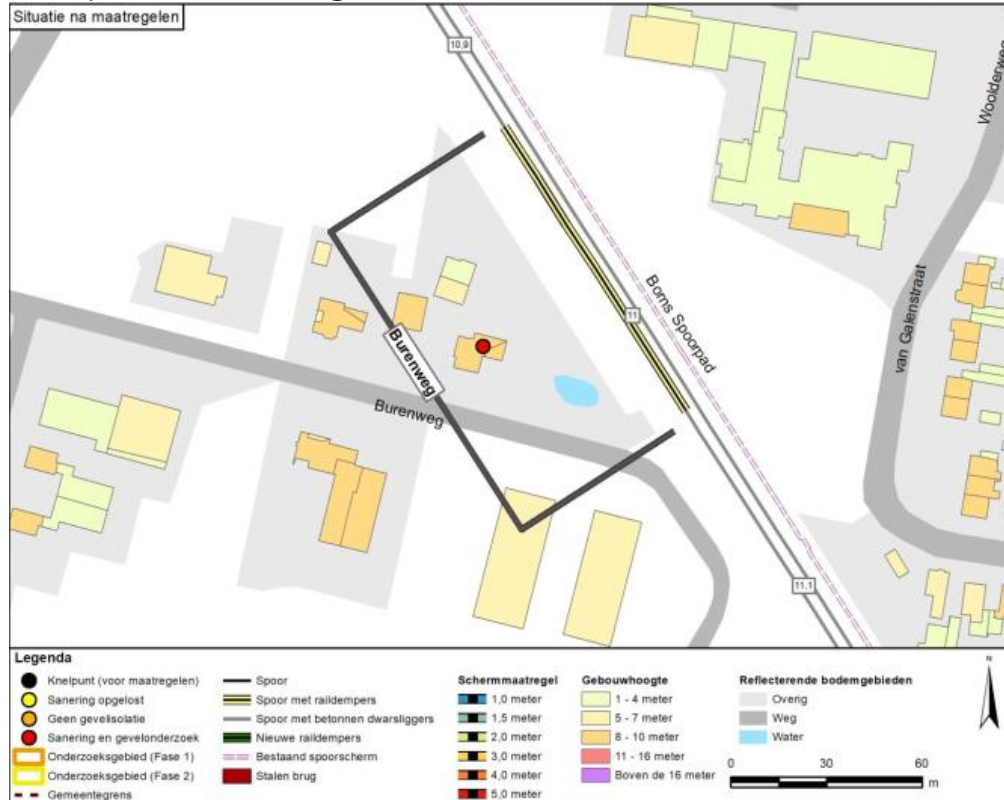 Situatie na maatregelen
10,9
Woolderweg
Borns Spoorpad
11
van Galenstraat
Burenweg
Burenweg
11,1
Legenda
Knelpunt (voor maatregelen)
Sanering opgelost
Geen gevelisolatie
Sanering en gevelonderzoek
Onderzoeksgebied (Fase 1)
Onderzoeksgebied (Fase 2)
Gemeentegrens
Spoor
Spoor met raildempers
Spoor met betonnen dwarsliggers
Nieuwe raildempers
Bestaand spoorscherm
Stalen brug
Schermmaatregel
1,0 meter
1,5 meter
2,0 meter
3,0 meter
4,0 meter
5,0 meter
Gebouwhoogte
1 - 4 meter
5 - 7 meter
8 - 10 meter
11 - 16 meter
Boven de 16 meter
Reflecterende bodemgebieden
Overig
Weg
Water
N
0 30 60
m